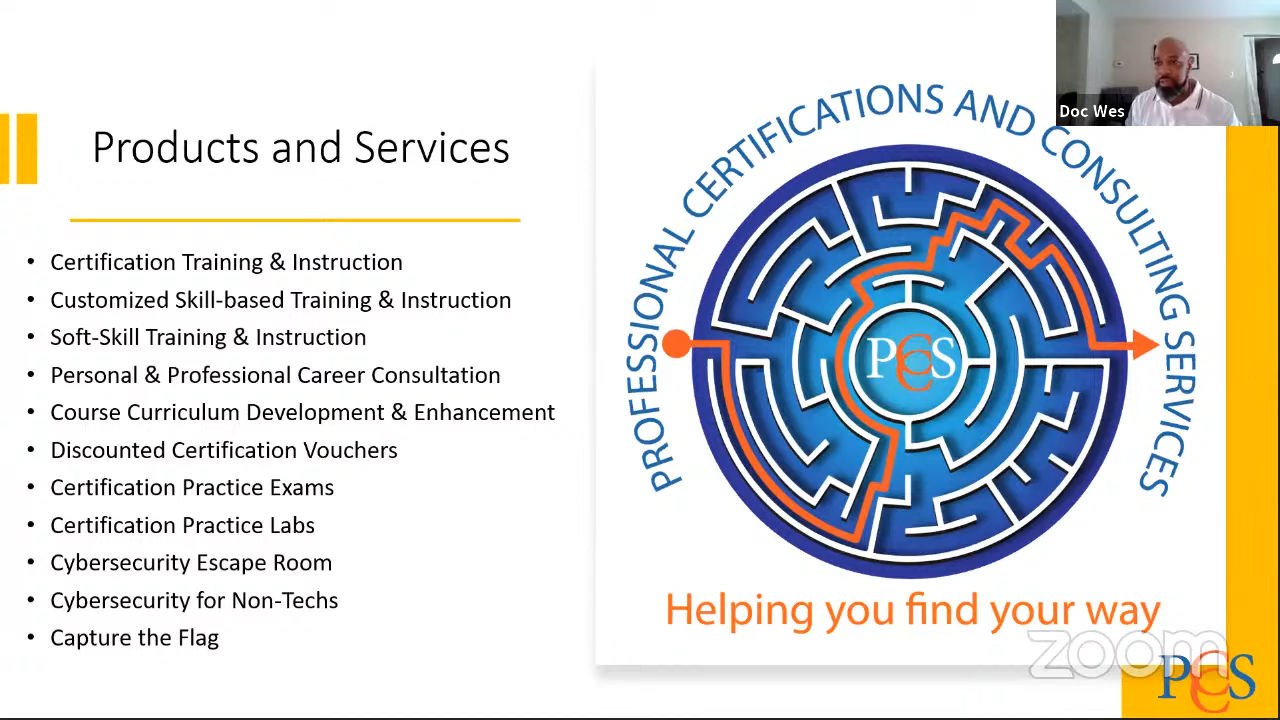 Doc Wes
Products and Services
• Certification Training & Instruction
• Customized Skill-based Training & Instruction
• Soft-Skill Training & Instruction
• Personal & Professional Career Consultation
• Course Curriculum Development & Enhancement
• Discounted Certification Vouchers
• Certification Practice Exams
• Certification Practice Labs
• Cybersecurity Escape Room
• Cybersecurity for Non-Techs
• Capture the Flag
PROFESSIONAL CERTIFICATIONS AND CONSULTING SERVICES
PCCS
Helping you find your way
zoom
PCCS